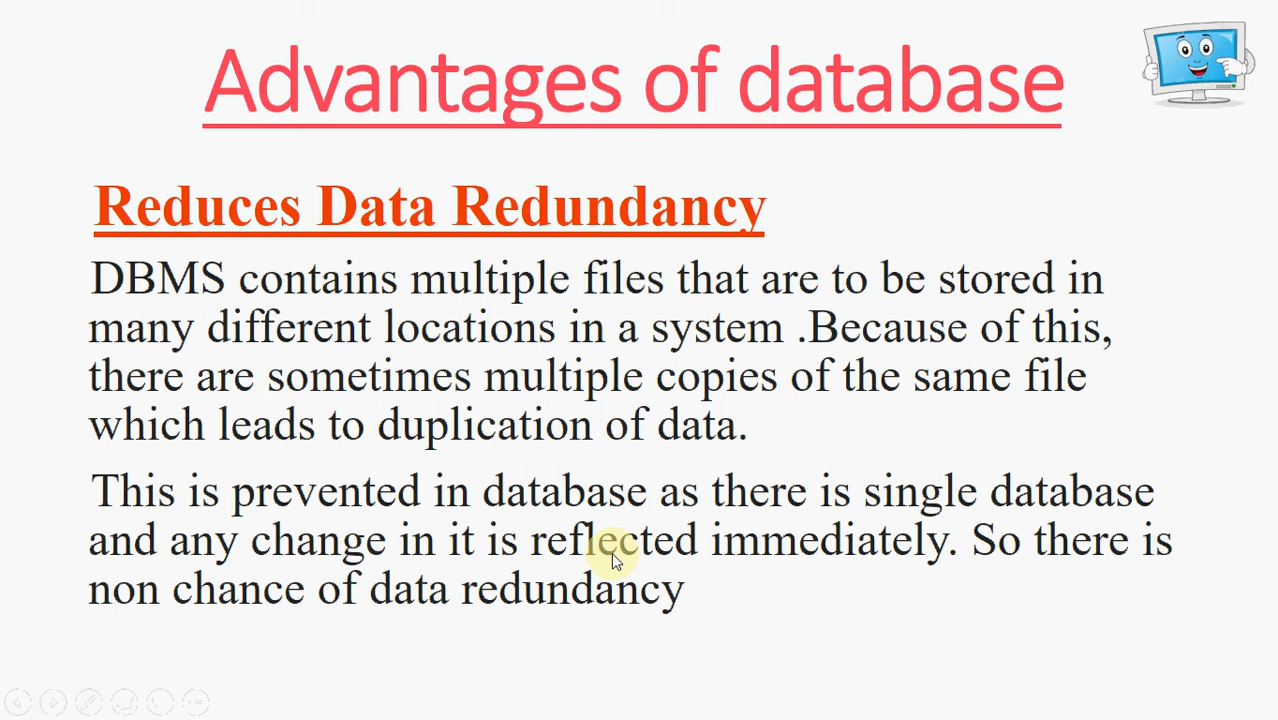 Advantages of database
Reduces Data Redundancy
DBMS contains multiple files that are to be stored in
many different locations in a system .Because of this,
there are sometimes multiple copies of the same file
which leads to duplication of data.
This is prevented in database as there is single database
and any change in it is reflected immediately. So there is
non chance of data redundancy